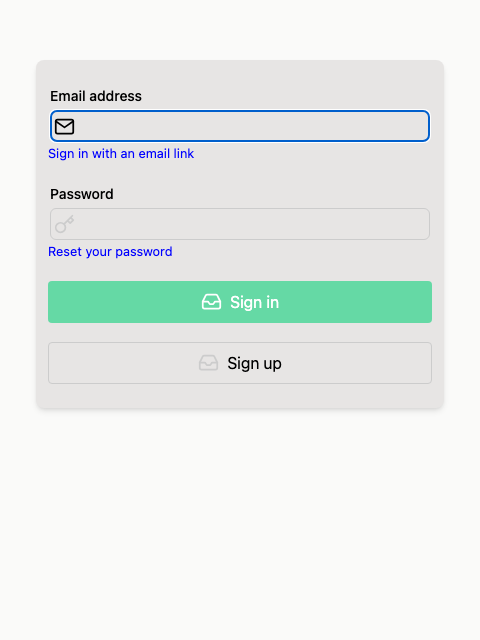 Email address
Sign in with an email link
Password
Reset your password
Sign in
Sign up